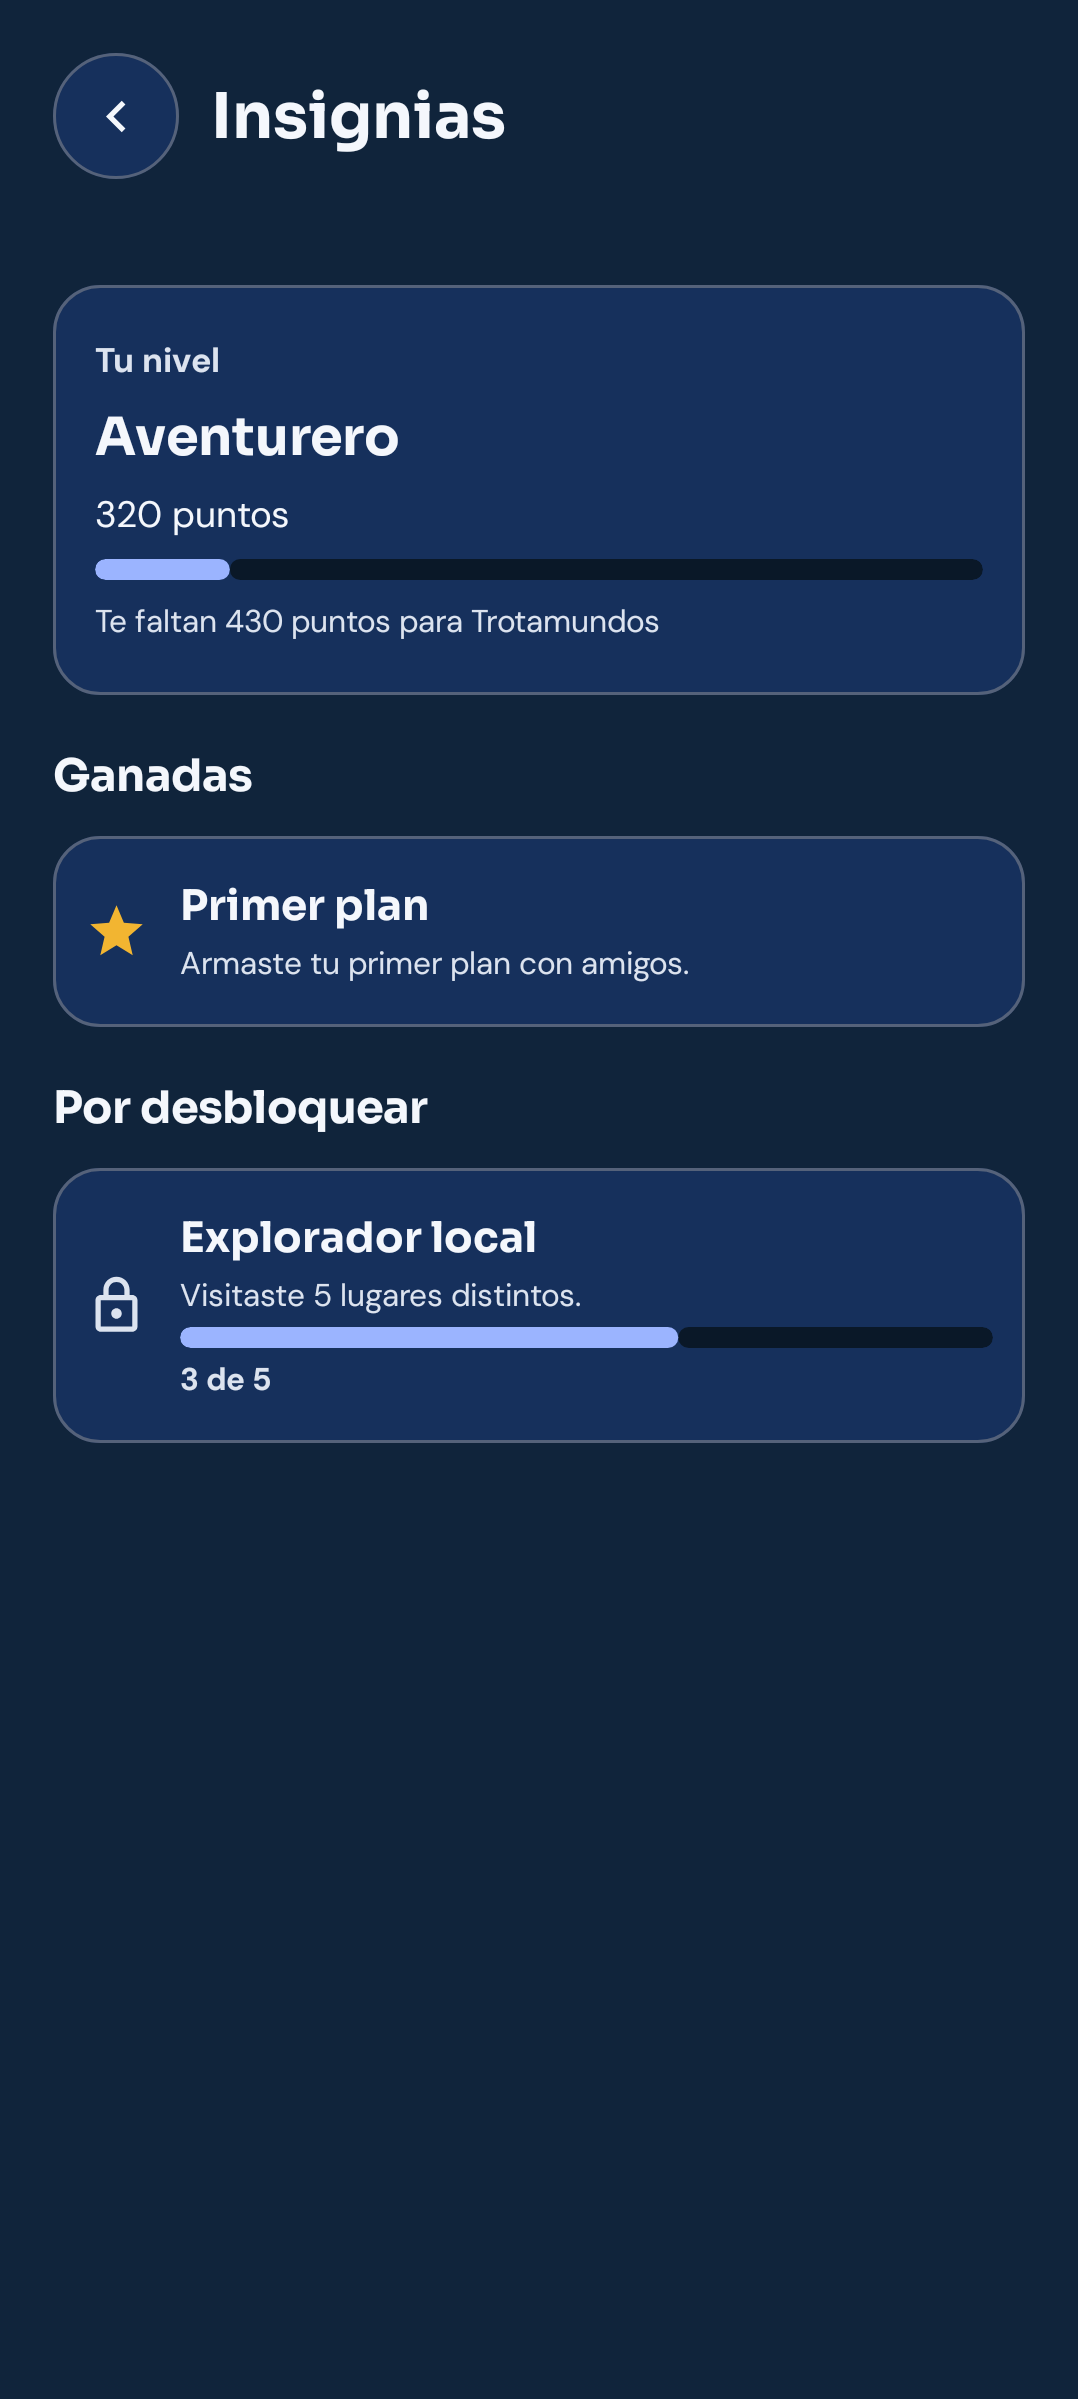 Insignias
Tu nivel
Aventurero
320 puntos
Te faltan 430 puntos para Trotamundos
Ganadas
Primer plan
Armaste tu primer plan con amigos.
Por desbloquear
Explorador local
Visitaste 5 lugares distintos.
3 de 5